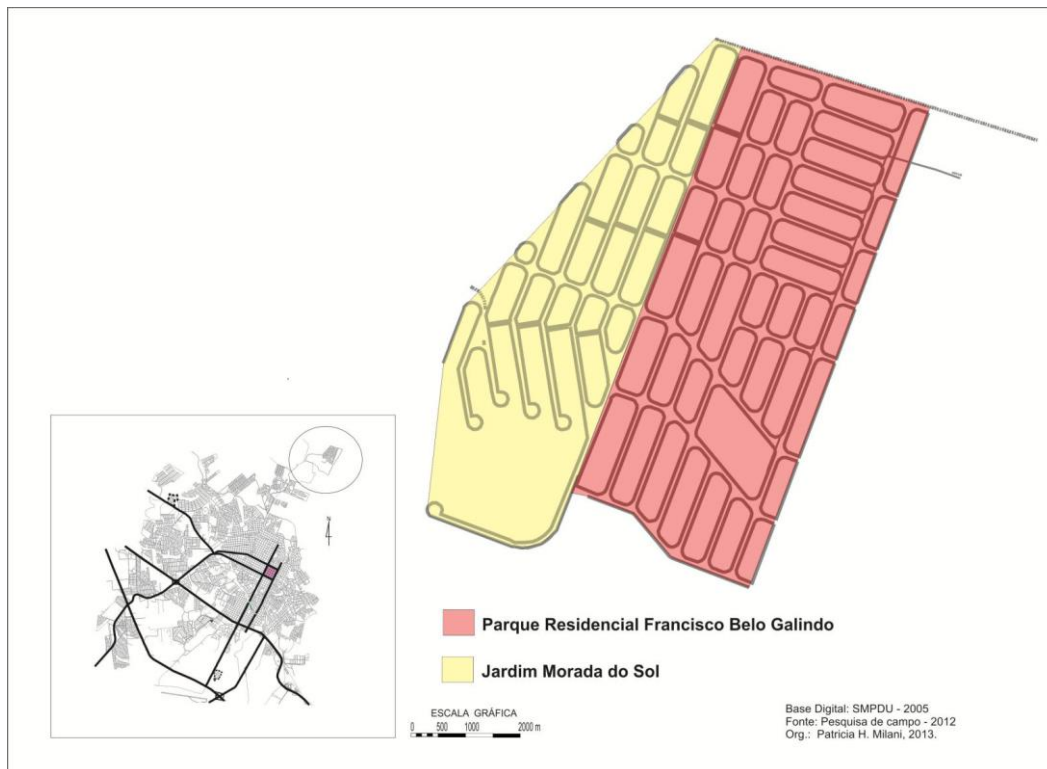 Parque Residencial Francisco Belo Galindo
Jardim Morada do Sol
ESCALA GRÁFICA
0 500 1000 2000 m
Base Digital: SMPDU - 2005
Fonte: Pesquisa de campo - 2012
Org.: Patricia H. Milani, 2013.